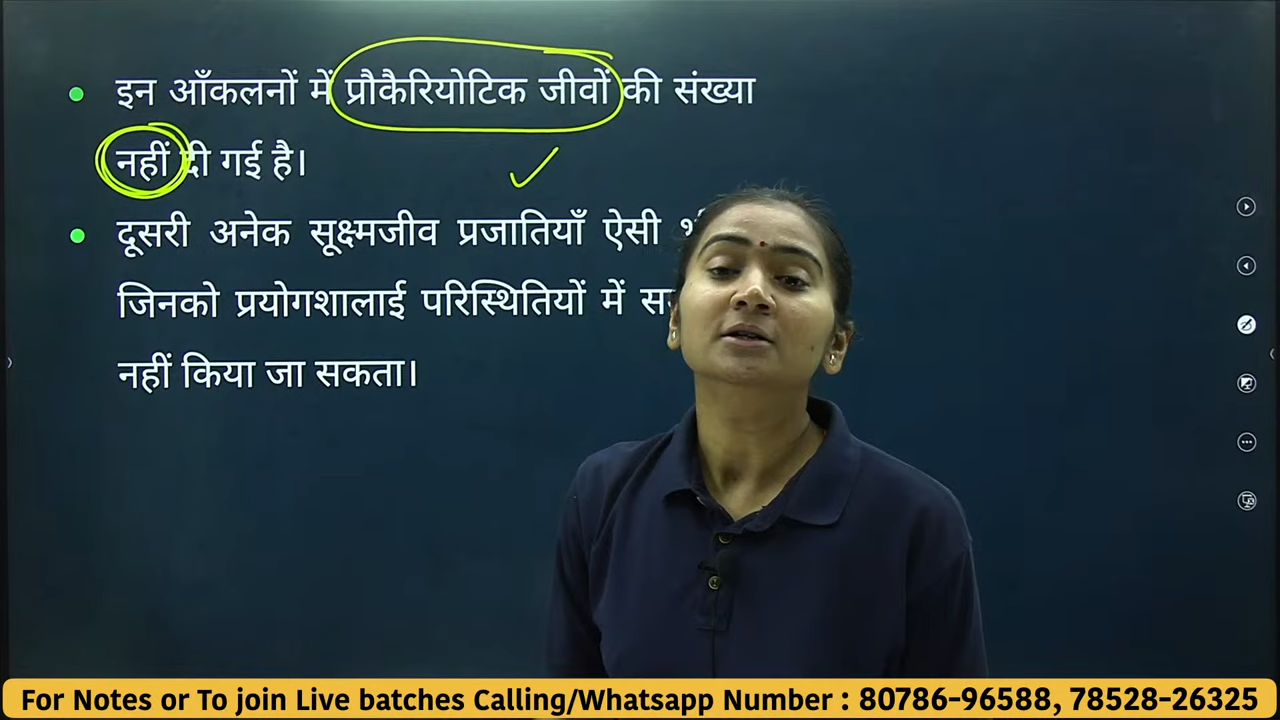 इन आँकलनों में प्रौकैरियोटिक जीवों की संख्या
नहीं दी गई है।
दूसरी अनेक सूक्ष्मजीव प्रजातियाँ ऐसी
जिनको प्रयोगशालाई परिस्थितियों में
नहीं किया जा सकता।
For Notes or To join Live batches Calling/Whatsapp Number : 80786-96588, 78528-26325